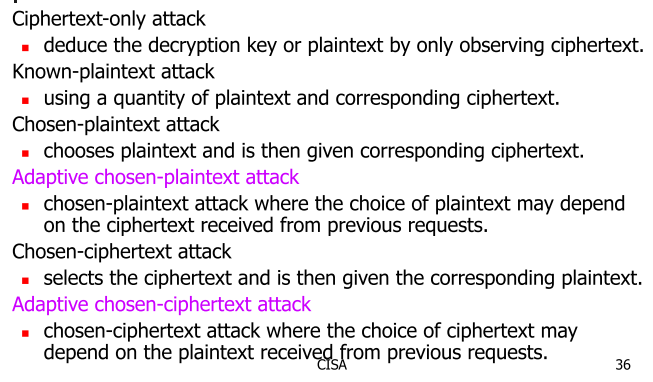 Ciphertext-only attack
deduce the decryption key or plaintext by only observing ciphertext.
Known-plaintext attack
using a quantity of plaintext and corresponding ciphertext.
Chosen-plaintext attack
chooses plaintext and is then given corresponding ciphertext.
Adaptive chosen-plaintext attack
chosen-plaintext attack where the choice of plaintext may depend
on the ciphertext received from previous requests.
Chosen-ciphertext attack
selects the ciphertext and is then given the corresponding plaintext.
Adaptive chosen-ciphertext attack
chosen-ciphertext attack where the choice of ciphertext may
depend on the plaintext received from previous requests.
CISA
36